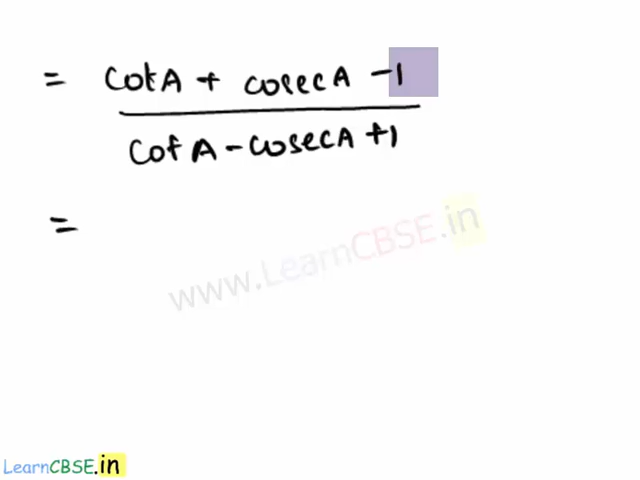 = cotA + cosecA -1
cotA - cosecA +1
=
www.LearnCBSE.in
LearnCBSE.in